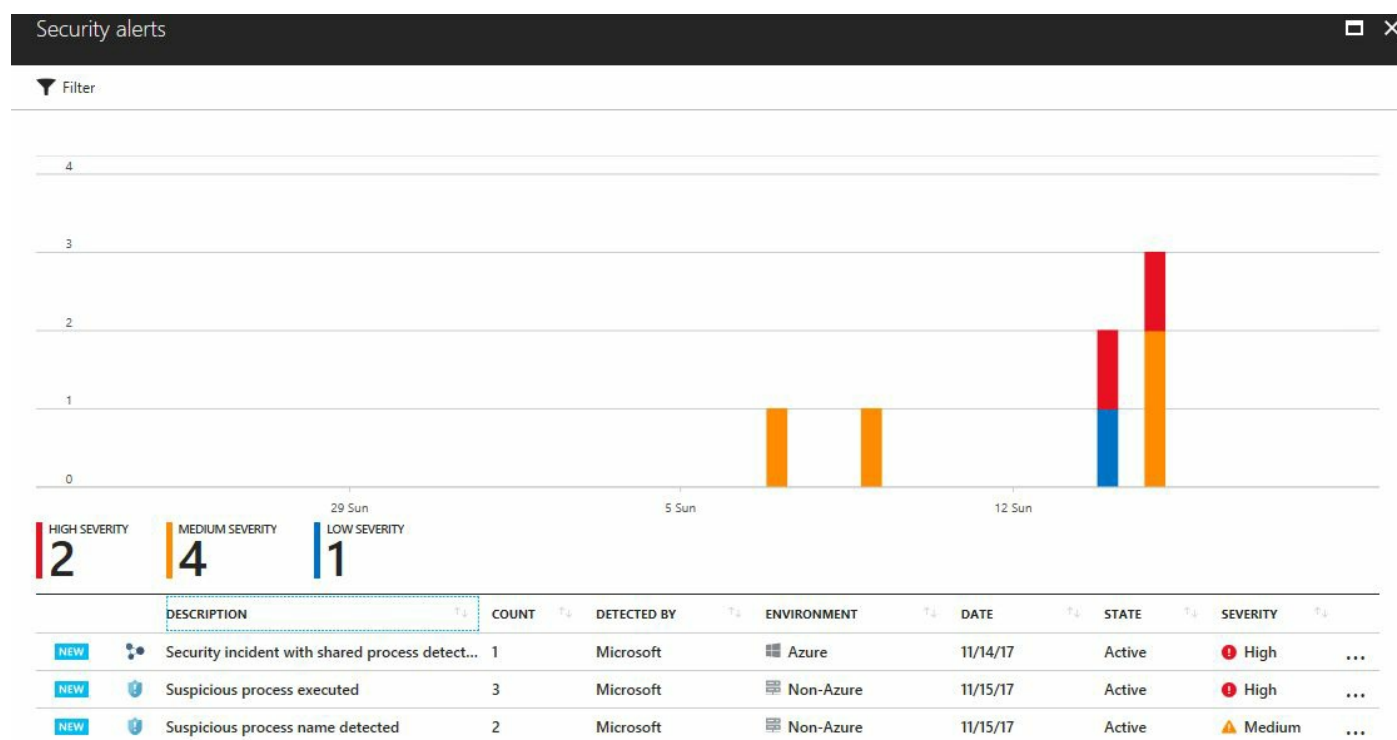 Security alerts
Filter
4
3
2
1
0
29 Sun 5 Sun 12 Sun
HIGH SEVERITY MEDIUM SEVERITY LOW SEVERITY
2 4 1
DESCRIPTION COUNT DETECTED BY ENVIRONMENT DATE STATE SEVERITY
NEW Security incident with shared process detect... 1 Microsoft Azure 11/14/17 Active High ...
NEW Suspicious process executed 3 Microsoft Non-Azure 11/15/17 Active High ...
NEW Suspicious process name detected 2 Microsoft Non-Azure 11/15/17 Active Medium ...